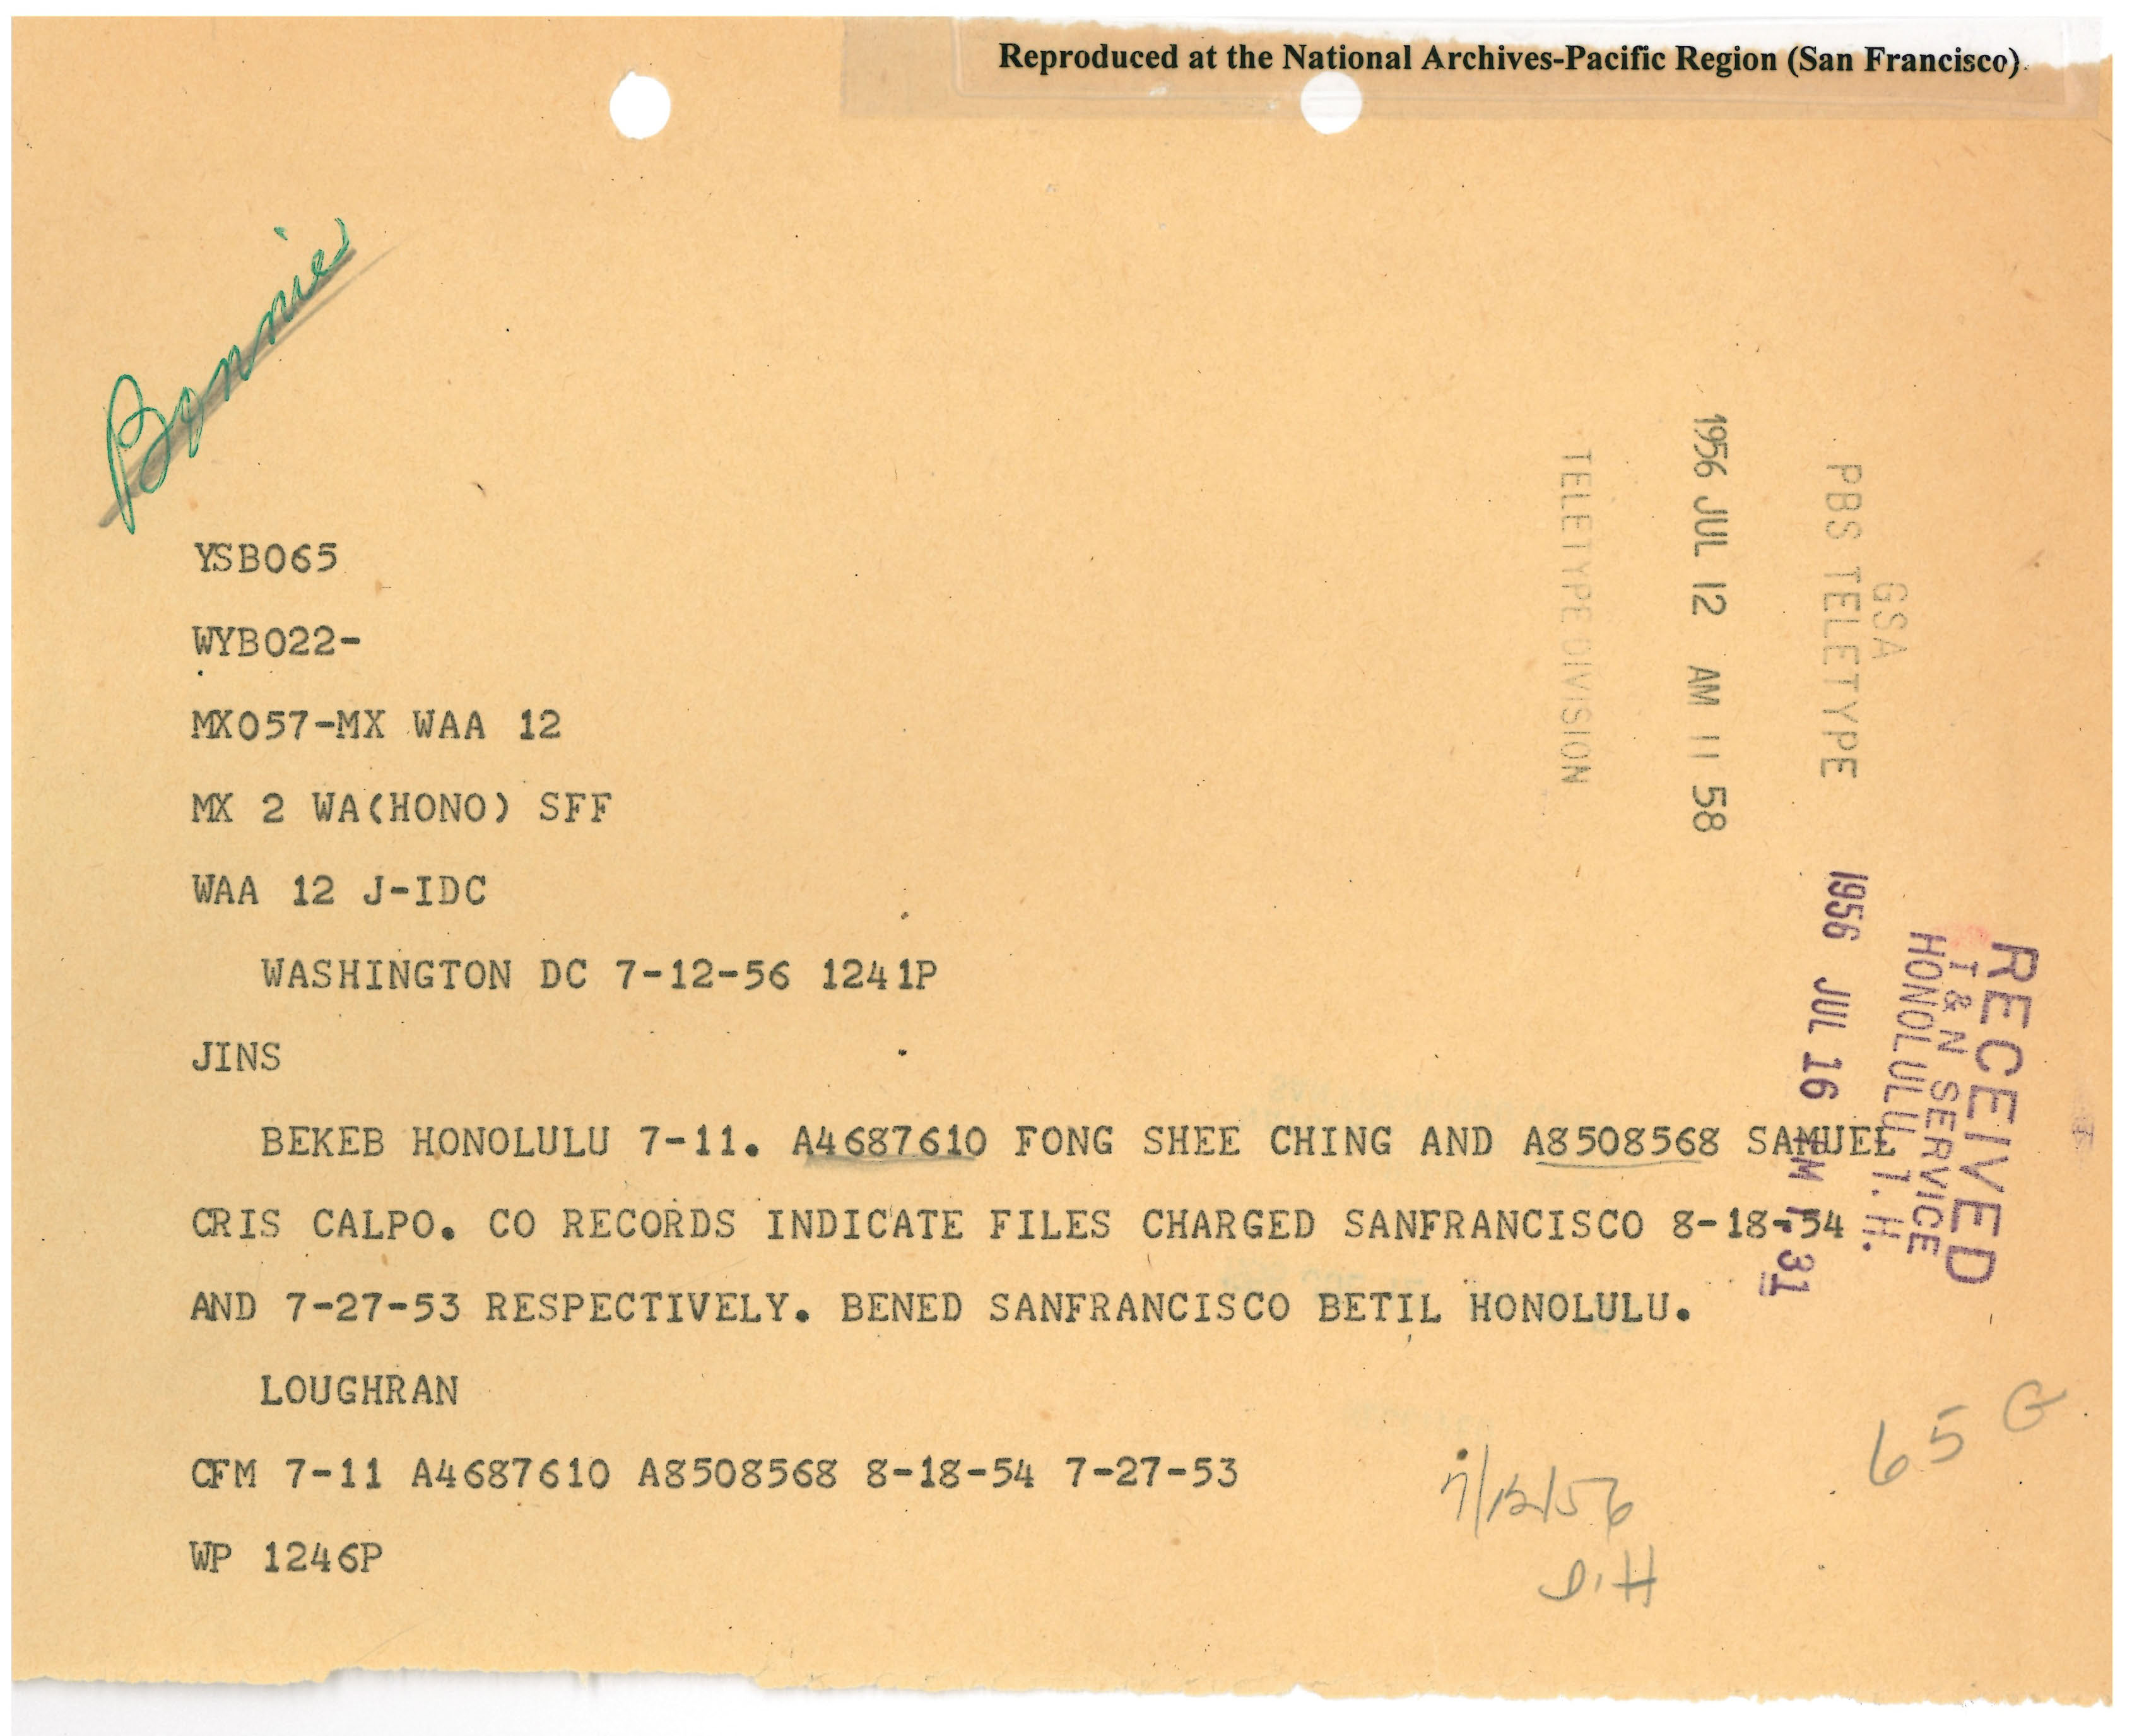 Reproduced at the National Archives-Pacific Region (San Francisco).
Bonnie
YSB065
WYB022-
MX057-MX WAA 12
MX 2 WA(HONO) SFF
WAA 12 J-IDC
WASHINGTON DC 7-12-56 1241P
JINS
BEKEB HONOLULU 7-11. A4687610 FONG SHEE CHING AND A8508568 SAMUEL
CRIS CALPO. CO RECORDS INDICATE FILES CHARGED SANFRANCISCO 8-18-54
AND 7-27-53 RESPECTIVELY. BENED SANFRANCISCO BETIL HONOLULU.
LOUGHRAN
CFM 7-11 A4687610 A8508568 8-18-54 7-27-53
WP 1246P
GSA
PBS TELETYPE
1956 JUL 12 AM 11 58
TELETYPE DIVISION
RECEIVED
I & N SERVICE
HONOLULU T.H.
1956 JUL 16
31
65 G
7/12/56